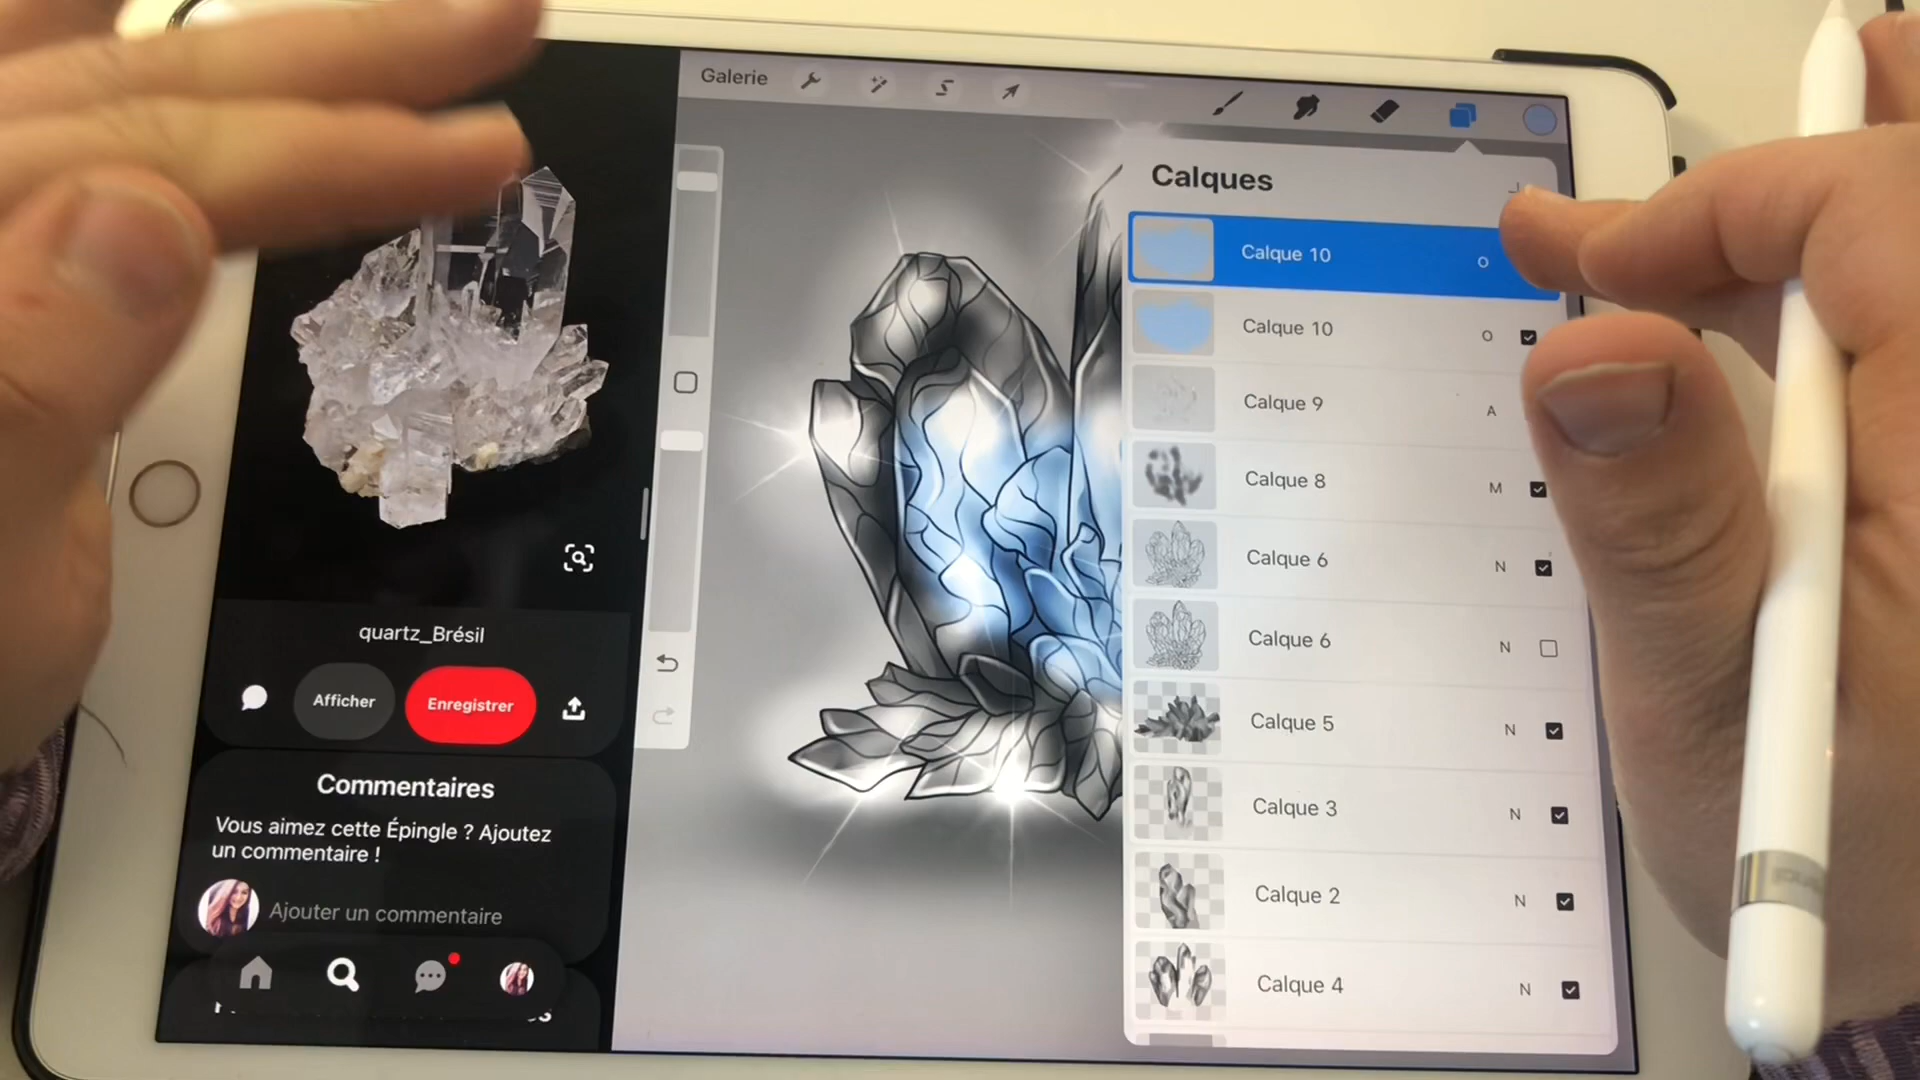 quartz_Brésil
Afficher
Enregistrer
Commentaires
Vous aimez cette Épingle ? Ajoutez
un commentaire !
Ajouter un commentaire
Galerie
Calques
Calque 10 O
Calque 10 O
Calque 9 A
Calque 8 M
Calque 6 N
Calque 6 N
Calque 5 N
Calque 3 N
Calque 2 N
Calque 4 N